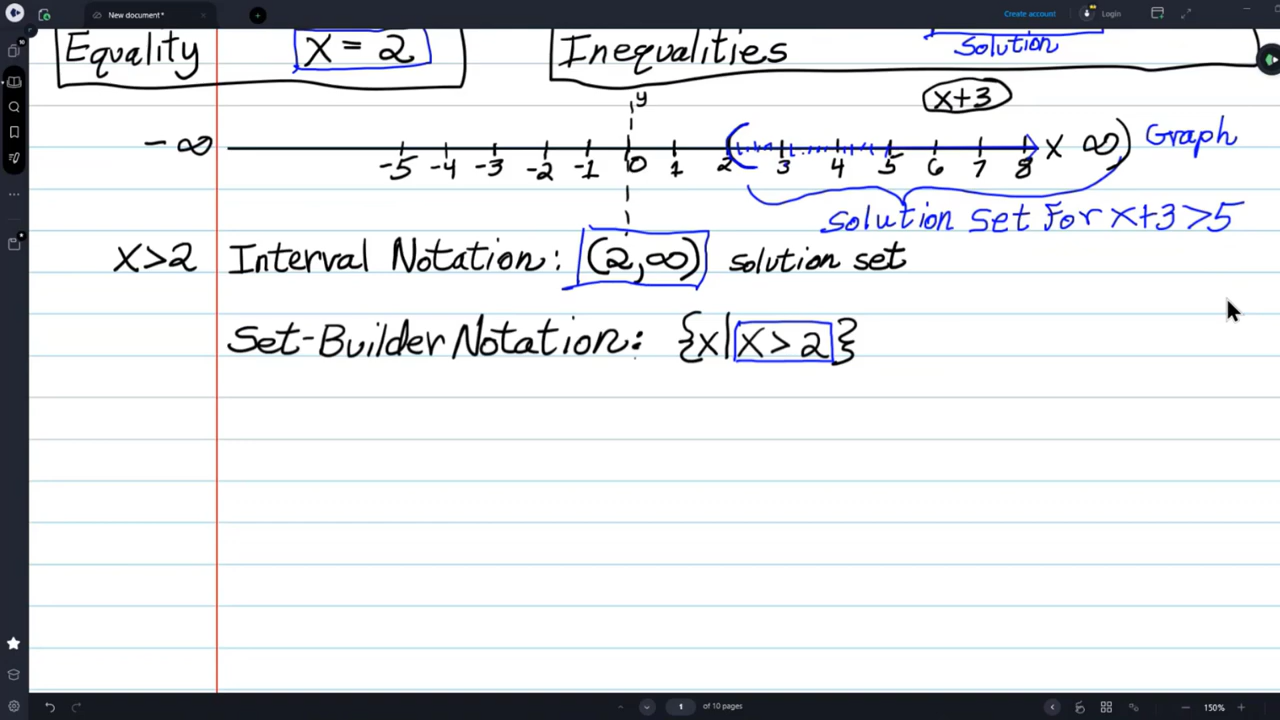 New document*
Create account
Login
Equality
X = 2
Inequalities
Solution
x+3
y
-∞
-5 -4 -3 -2 -1 0 1 2 3 4 5 6 7 8
X ∞)
Graph
Solution set for x+3>5
X>2
Interval Notation: (2,∞) solution set
Set-Builder Notation: {x|x>2}
1 of 10 pages
150%